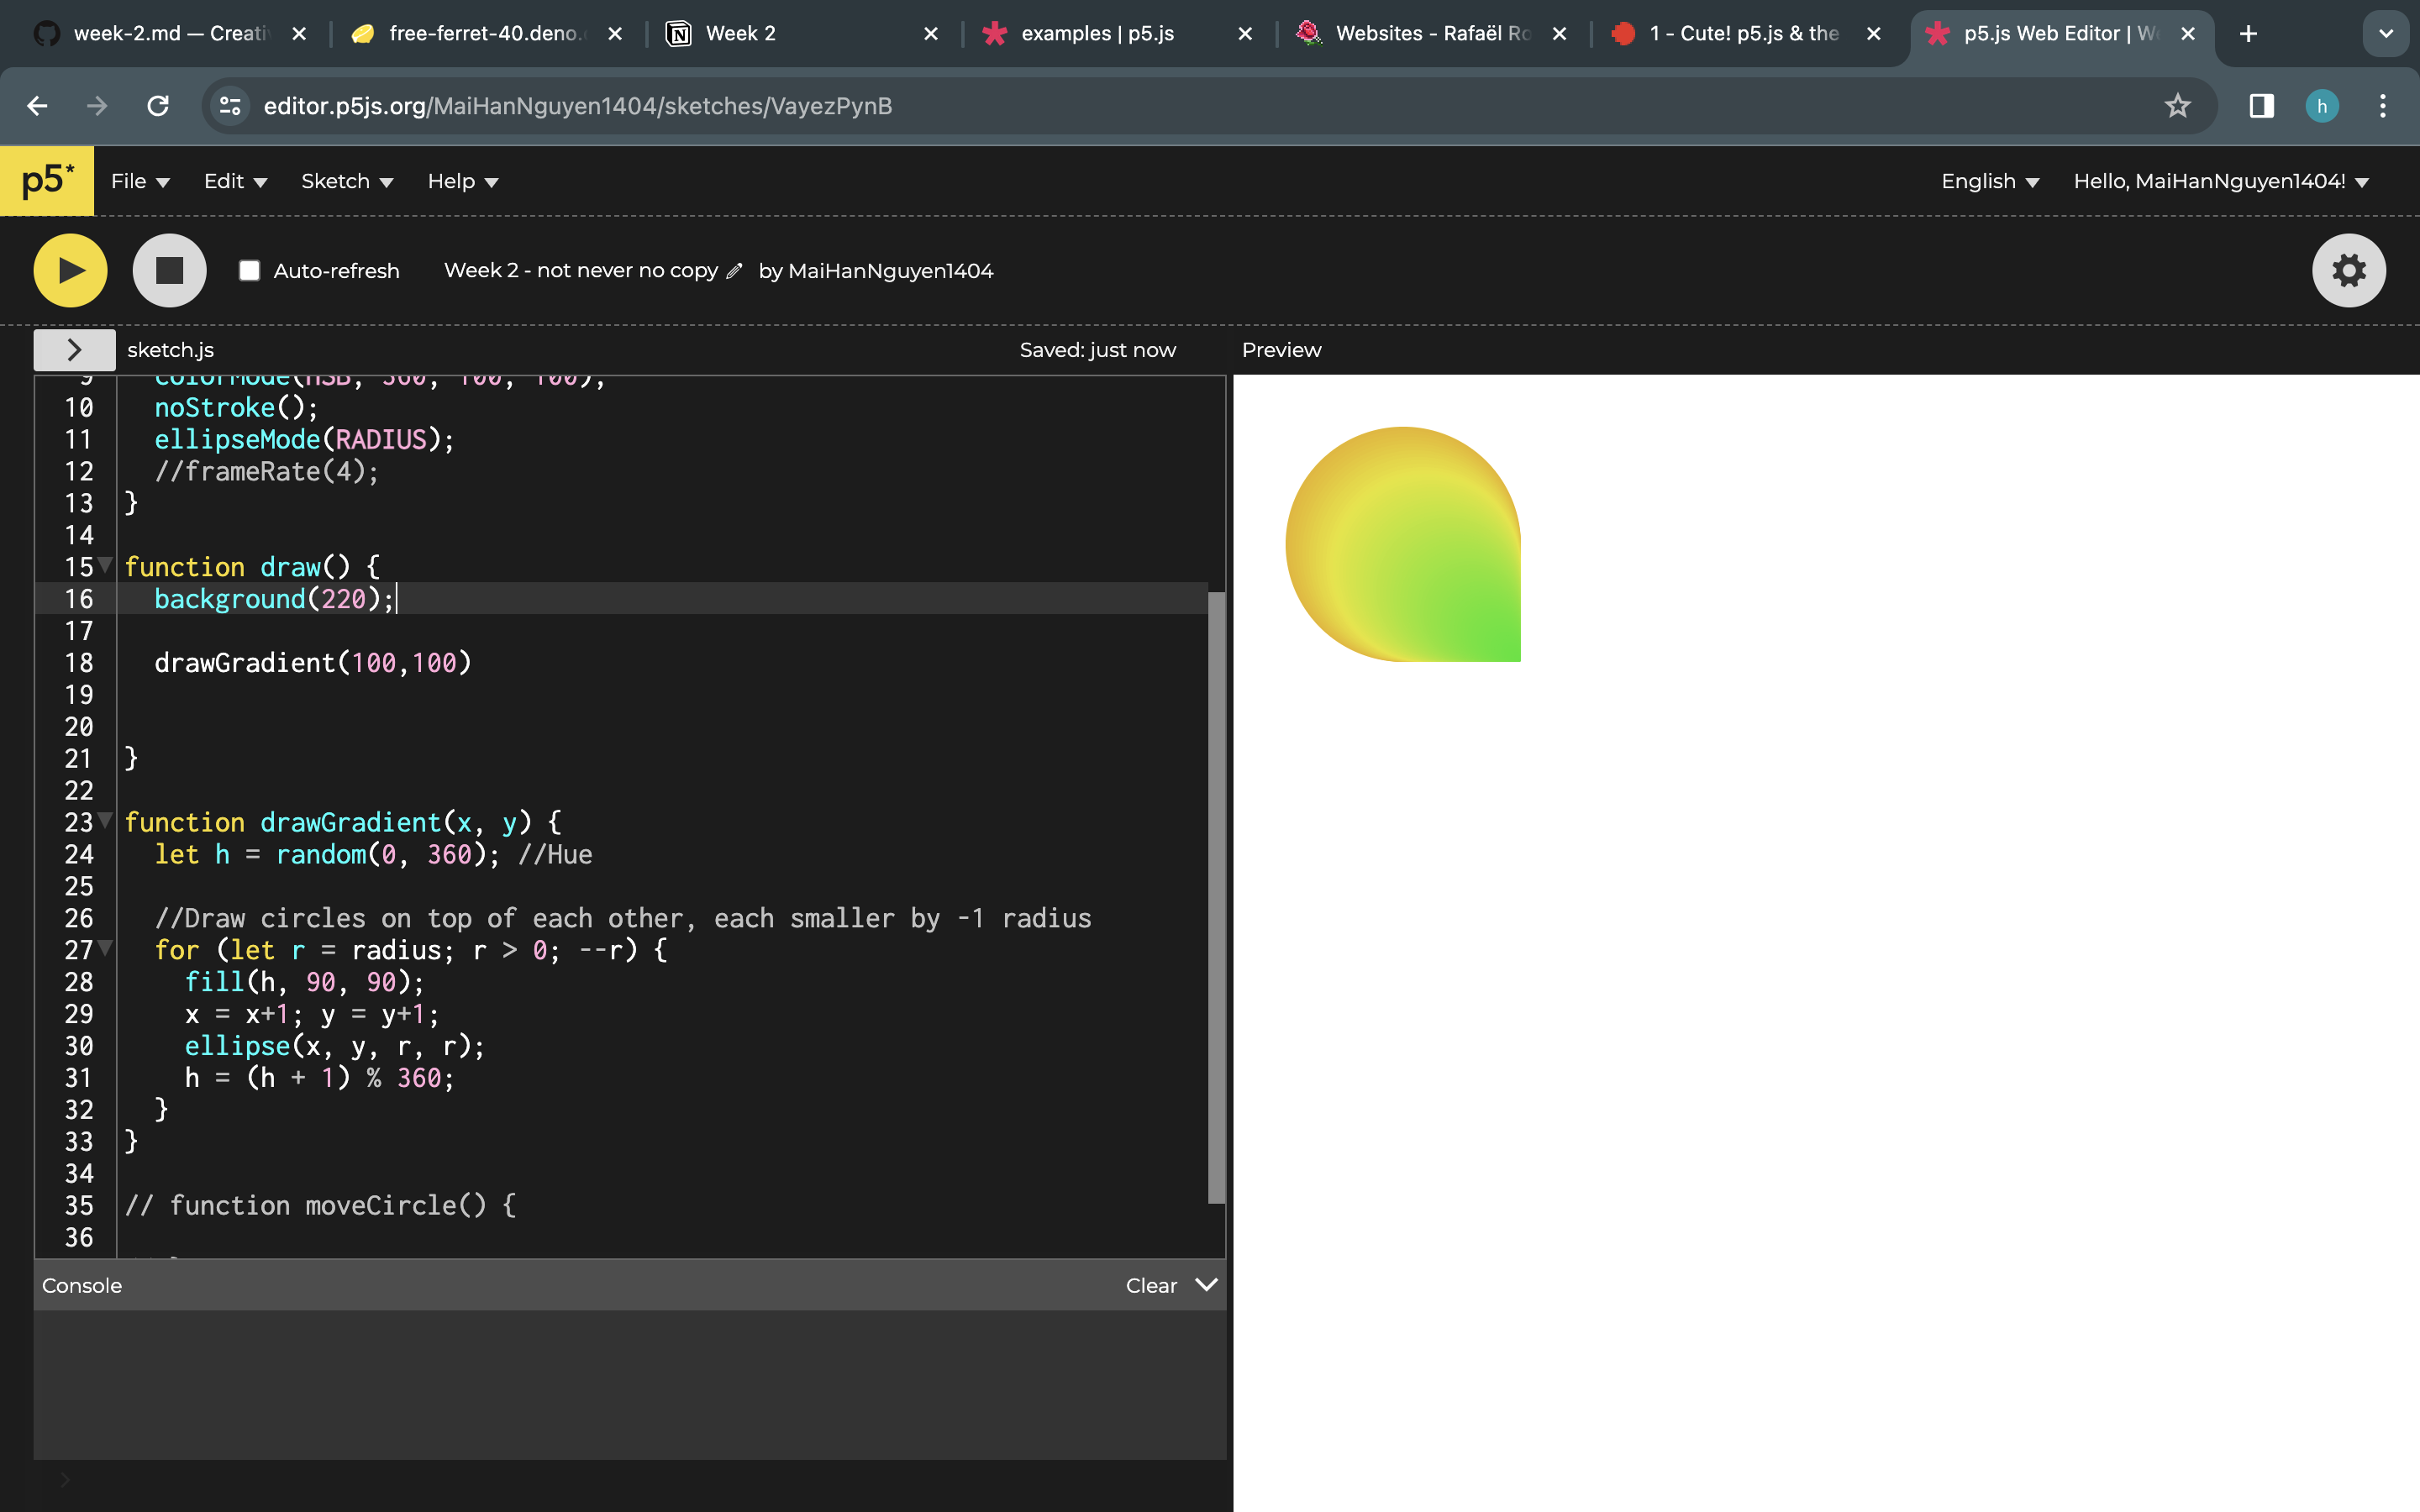 week-2.md — Creati
free-ferret-40.deno.
Week 2
examples | p5.js
Websites - Rafaël Ro
1 - Cute! p5.js & the
p5.js Web Editor | We
editor.p5js.org/MaiHanNguyen1404/sketches/VayezPynB
h
p5*
File
Edit
Sketch
Help
English
Hello, MaiHanNguyen1404!
Auto-refresh
Week 2 - not never no copy
by MaiHanNguyen1404
sketch.js
Saved: just now
Preview
9 colorMode(HSB, 360, 100, 100);
10 noStroke();
11 ellipseMode(RADIUS);
12 //frameRate(4);
13 }
14
15 function draw() {
16 background(220);
17
18 drawGradient(100,100)
19
20
21 }
22
23 function drawGradient(x, y) {
24 let h = random(0, 360); //Hue
25
26 //Draw circles on top of each other, each smaller by -1 radius
27 for (let r = radius; r > 0; --r) {
28 fill(h, 90, 90);
29 x = x+1; y = y+1;
30 ellipse(x, y, r, r);
31 h = (h + 1) % 360;
32 }
33 }
34
35 // function moveCircle() {
36
Console
Clear